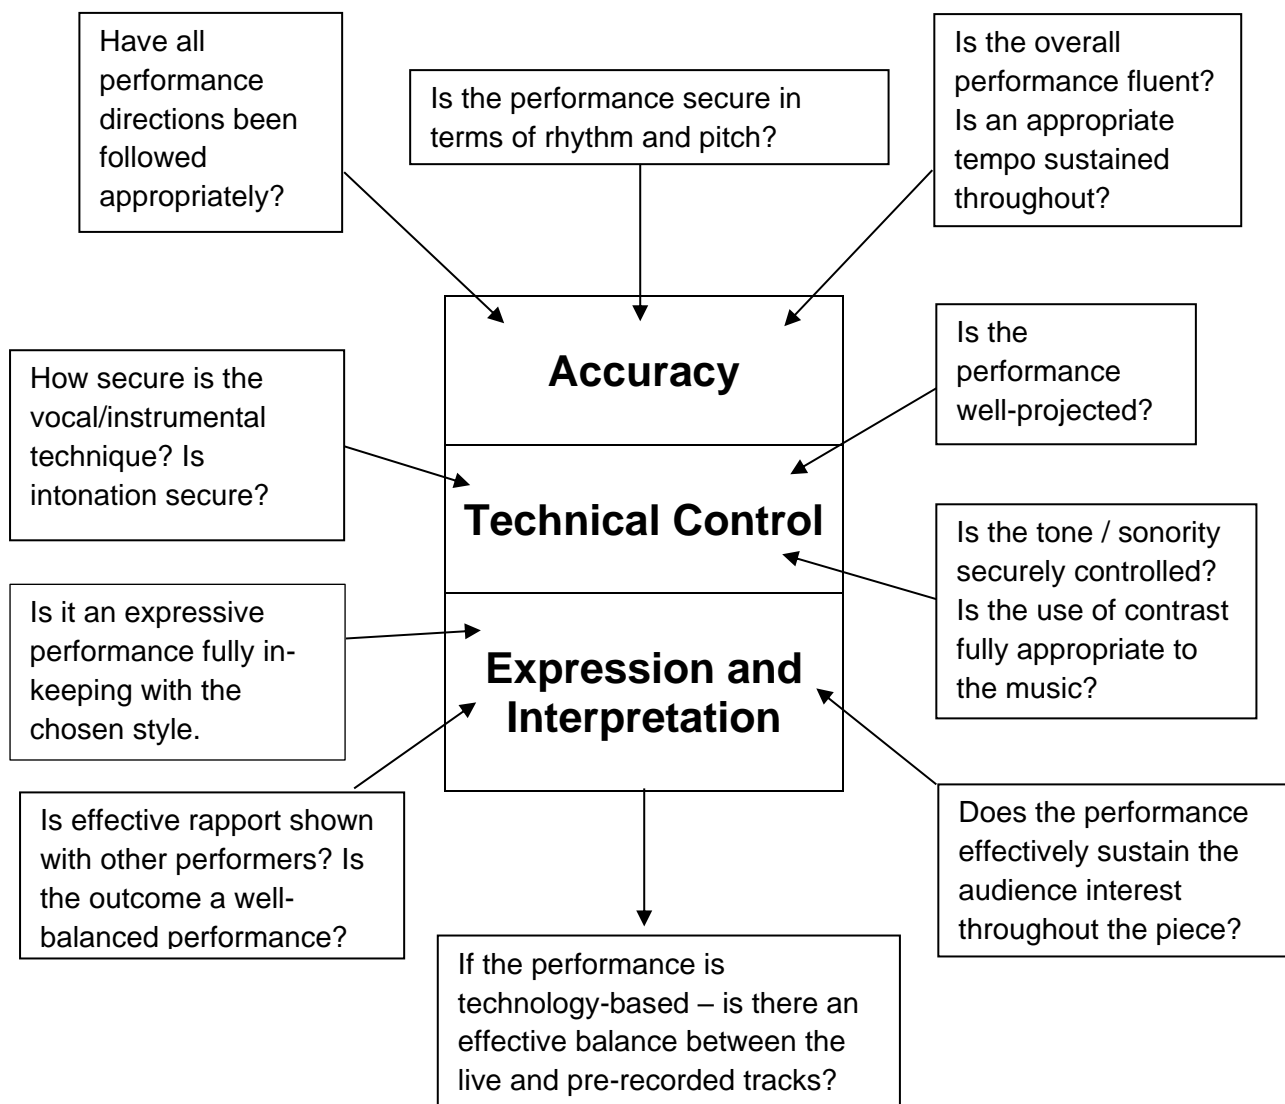 Have all
performance
directions been
followed
appropriately?
Is the performance secure in
terms of rhythm and pitch?
Is the overall
performance fluent?
Is an appropriate
tempo sustained
throughout?
Accuracy
How secure is the
vocal/instrumental
technique? Is
intonation secure?
Is the
performance
well-projected?
Technical Control
Is the tone / sonority
securely controlled?
Is the use of contrast
fully appropriate to
the music?
Is it an expressive
performance fully in-
keeping with the
chosen style.
Expression and
Interpretation
Is effective rapport shown
with other performers? Is
the outcome a well-
balanced performance?
Does the performance
effectively sustain the
audience interest
throughout the piece?
If the performance is
technology-based – is there an
effective balance between the
live and pre-recorded tracks?